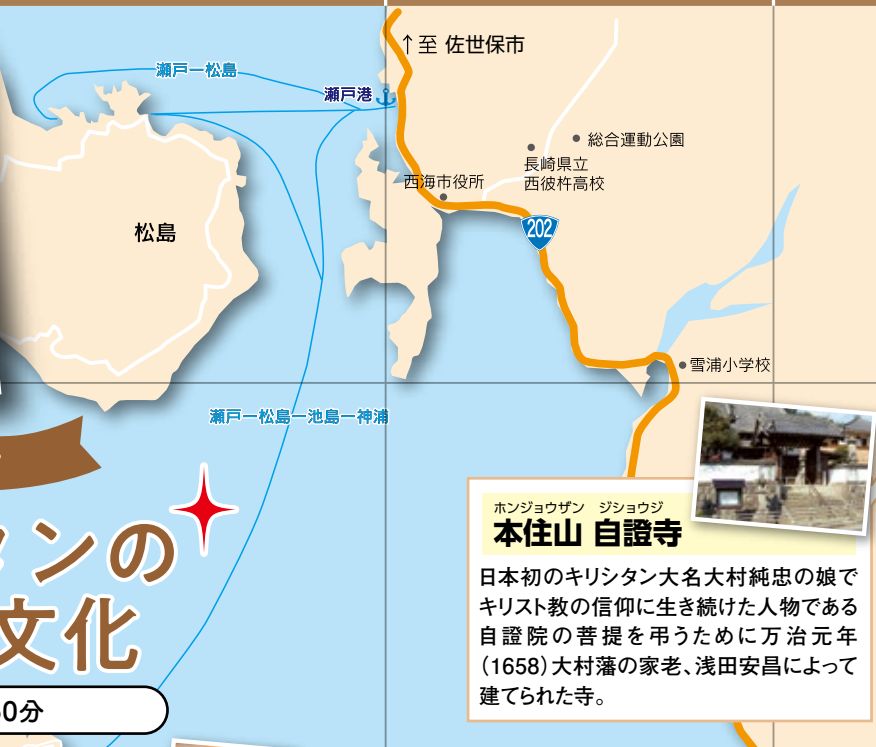 ↑至 佐世保市
瀬戸ー松島
瀬戸港
総合運動公園
長崎県立
西彼杵高校
西海市役所
202
松島
雪浦小学校
瀬戸ー松島ー池島ー神浦
ンの
文化
0分
ホンジョウザン ジショウジ
本住山 自證寺
日本初のキリシタン大名大村純忠の娘で
キリスト教の信仰に生き続けた人物である
自證院の菩提を弔うために万治元年
（1658）大村藩の家老、浅田安昌によって
建てられた寺。